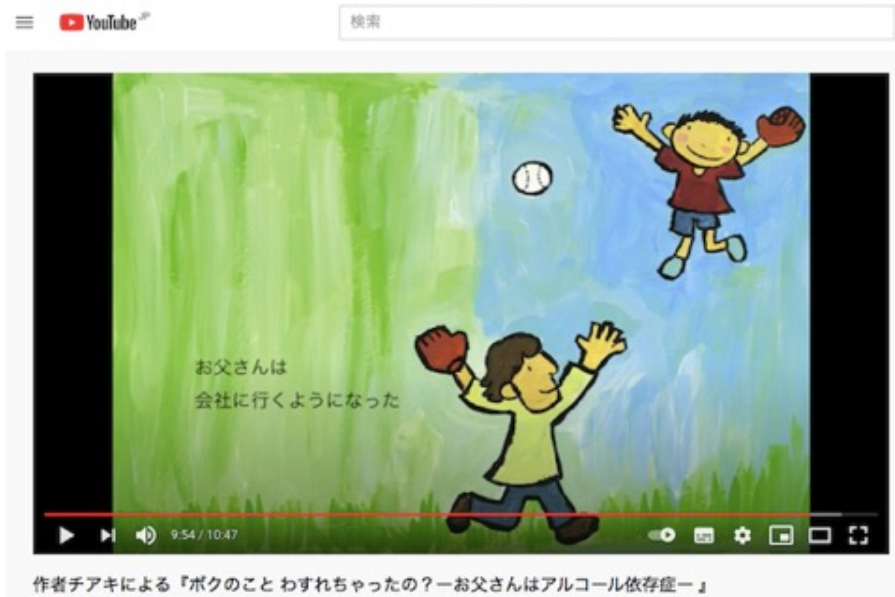 YouTube JP
検索
お父さんは
会社に行くようになった
9:54 / 10:47
作者チアキによる『ボクのこと わすれちゃったの？ーお父さんはアルコール依存症ー 』